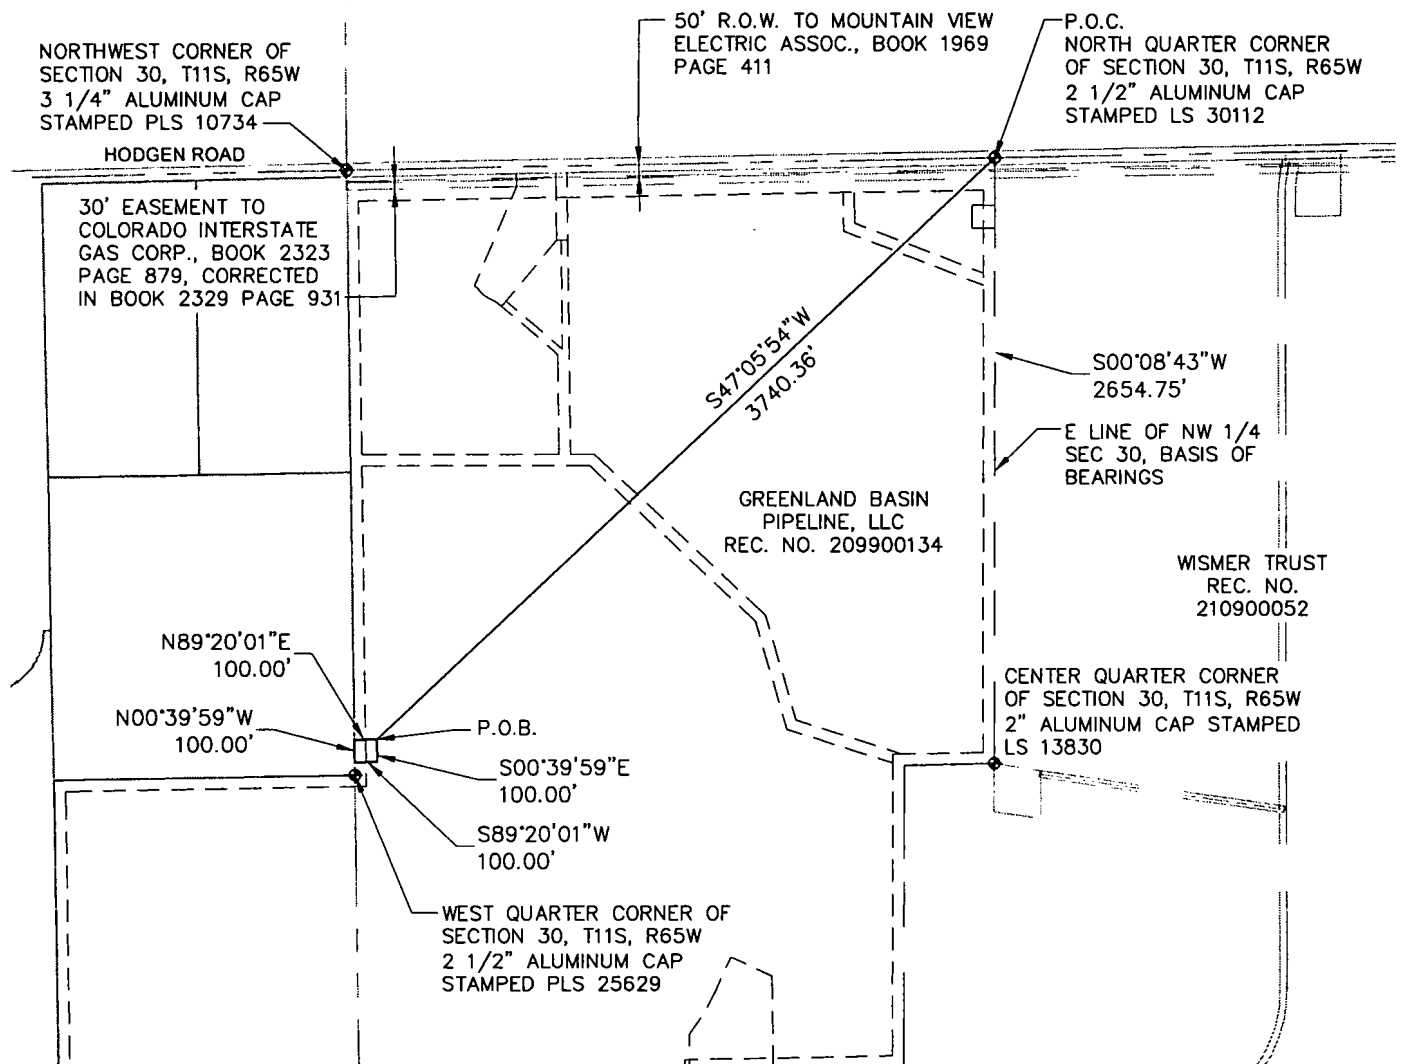 NORTHWEST CORNER OF
SECTION 30, T11S, R65W
3 1/4" ALUMINUM CAP
STAMPED PLS 10734
HODGEN ROAD
50' R.O.W. TO MOUNTAIN VIEW
ELECTRIC ASSOC., BOOK 1969
PAGE 411
P.O.C.
NORTH QUARTER CORNER
OF SECTION 30, T11S, R65W
2 1/2" ALUMINUM CAP
STAMPED LS 30112
30' EASEMENT TO
COLORADO INTERSTATE
GAS CORP., BOOK 2323
PAGE 879, CORRECTED
IN BOOK 2329 PAGE 931
S47°05'54"W
3740.36'
S00°08'43"W
2654.75'
E LINE OF NW 1/4
SEC 30, BASIS OF
BEARINGS
GREENLAND BASIN
PIPELINE, LLC
REC. NO. 209900134
WISMER TRUST
REC. NO.
210900052
N89°20'01"E
100.00'
N00°39'59"W
100.00'
P.O.B.
S00°39'59"E
100.00'
S89°20'01"W
100.00'
CENTER QUARTER CORNER
OF SECTION 30, T11S, R65W
2" ALUMINUM CAP STAMPED
LS 13830
WEST QUARTER CORNER OF
SECTION 30, T11S, R65W
2 1/2" ALUMINUM CAP
STAMPED PLS 25629